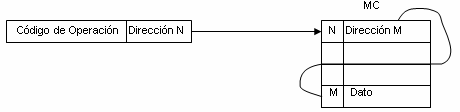 MC
Código de Operación Dirección N
N Dirección M
M Dato